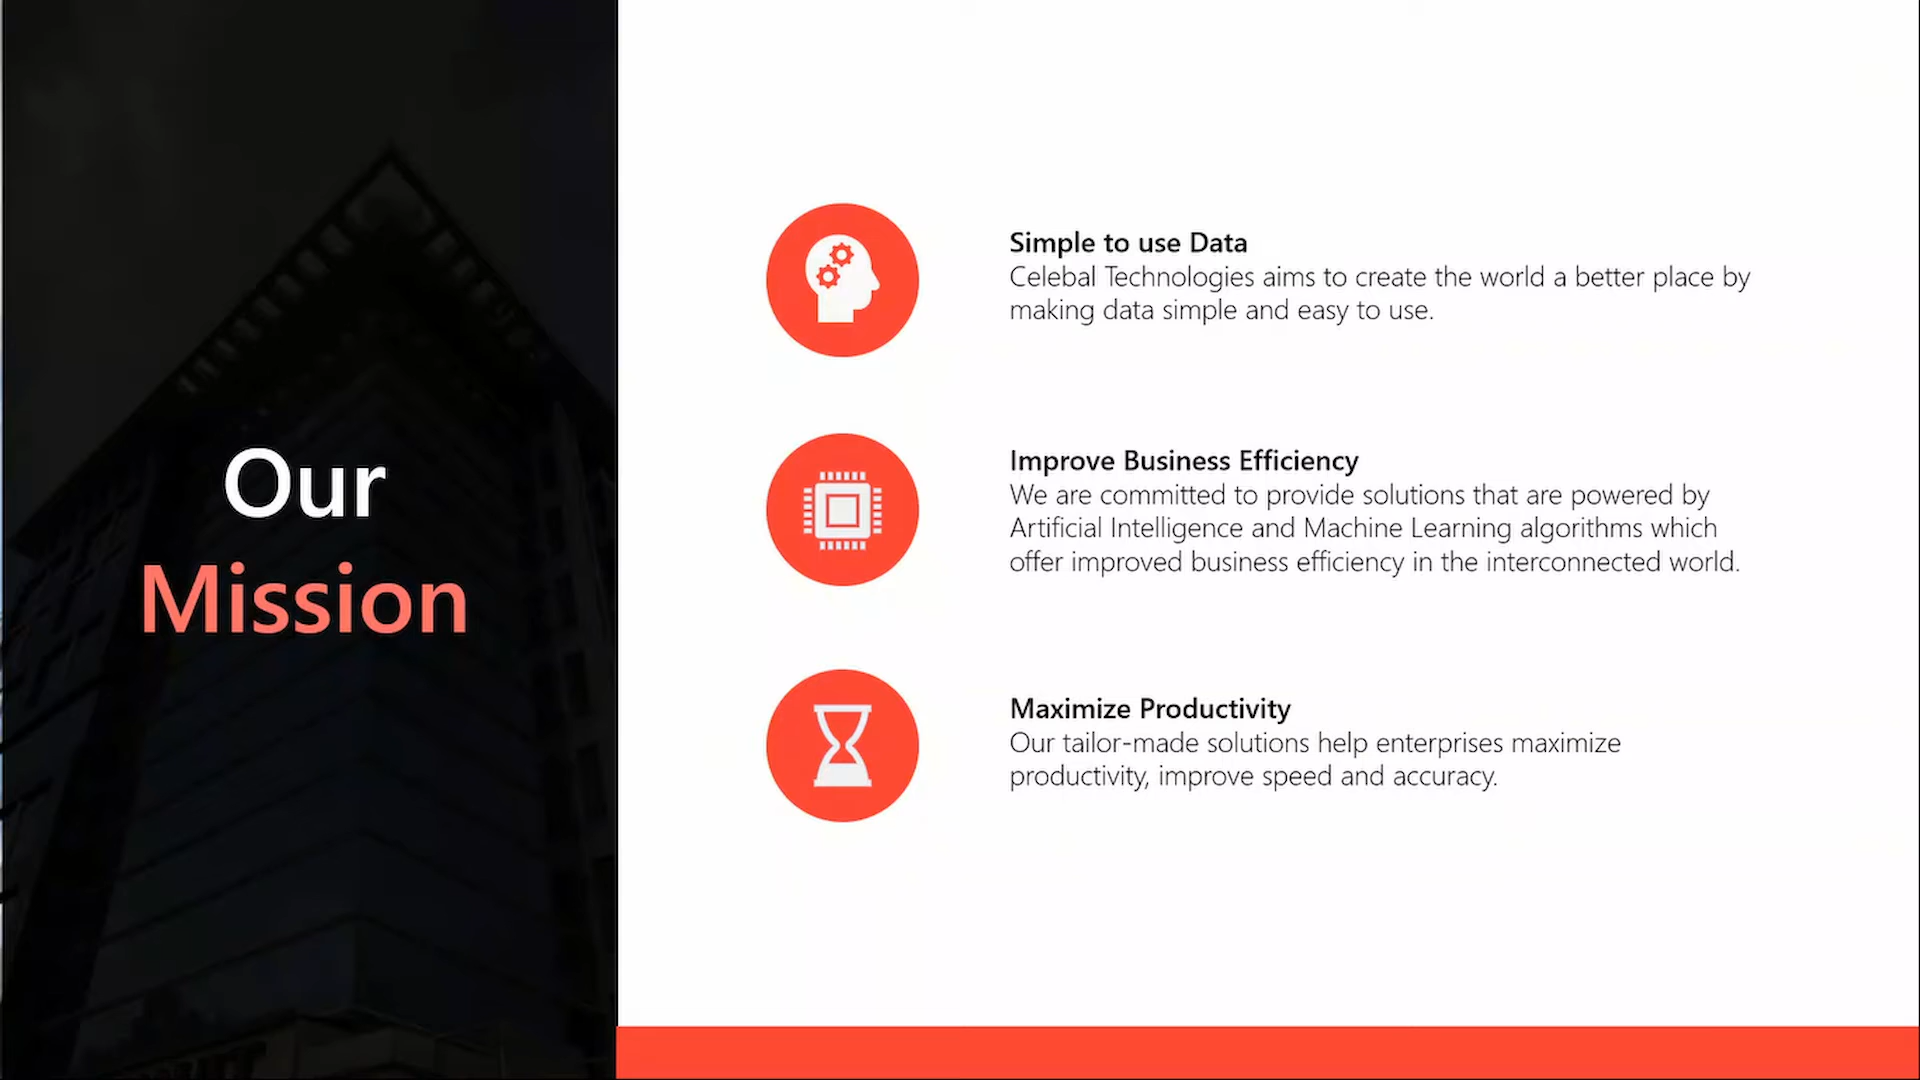 Our
Mission
Simple to use Data
Celebal Technologies aims to create the world a better place by
making data simple and easy to use.
Improve Business Efficiency
We are committed to provide solutions that are powered by
Artificial Intelligence and Machine Learning algorithms which
offer improved business efficiency in the interconnected world.
Maximize Productivity
Our tailor-made solutions help enterprises maximize
productivity, improve speed and accuracy.